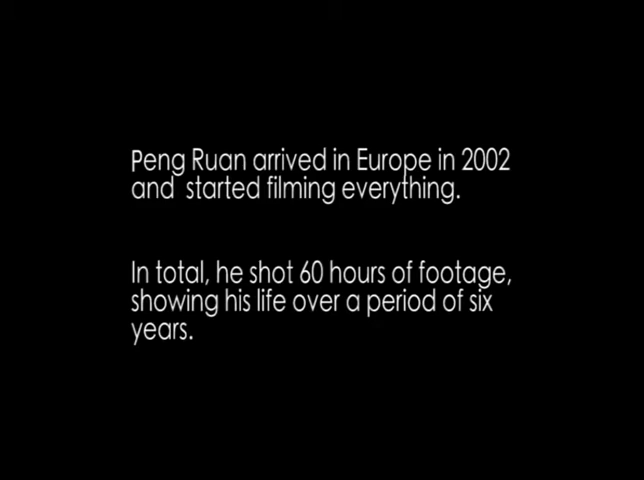 Peng Ruan arrived in Europe in 2002
and started filming everything.
In total, he shot 60 hours of footage,
showing his life over a period of six
years.